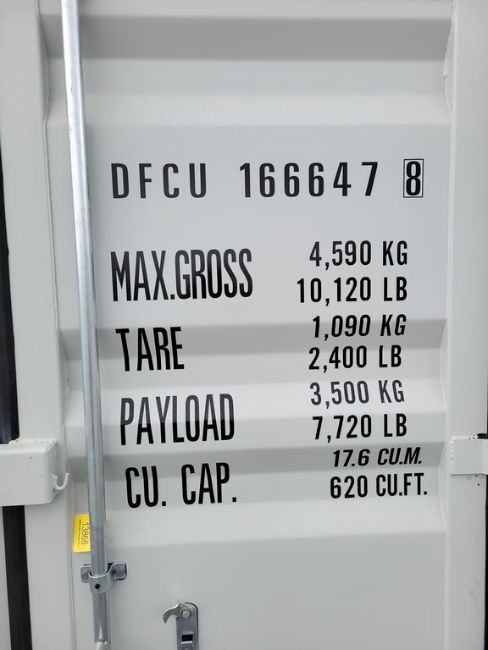 DFCU 166647 8
MAX.GROSS 4,590 KG
10,120 LB
TARE 1,090 KG
2,400 LB
PAYLOAD 3,500 KG
7,720 LB
CU. CAP. 17.6 CU.M.
620 CU.FT.
13868